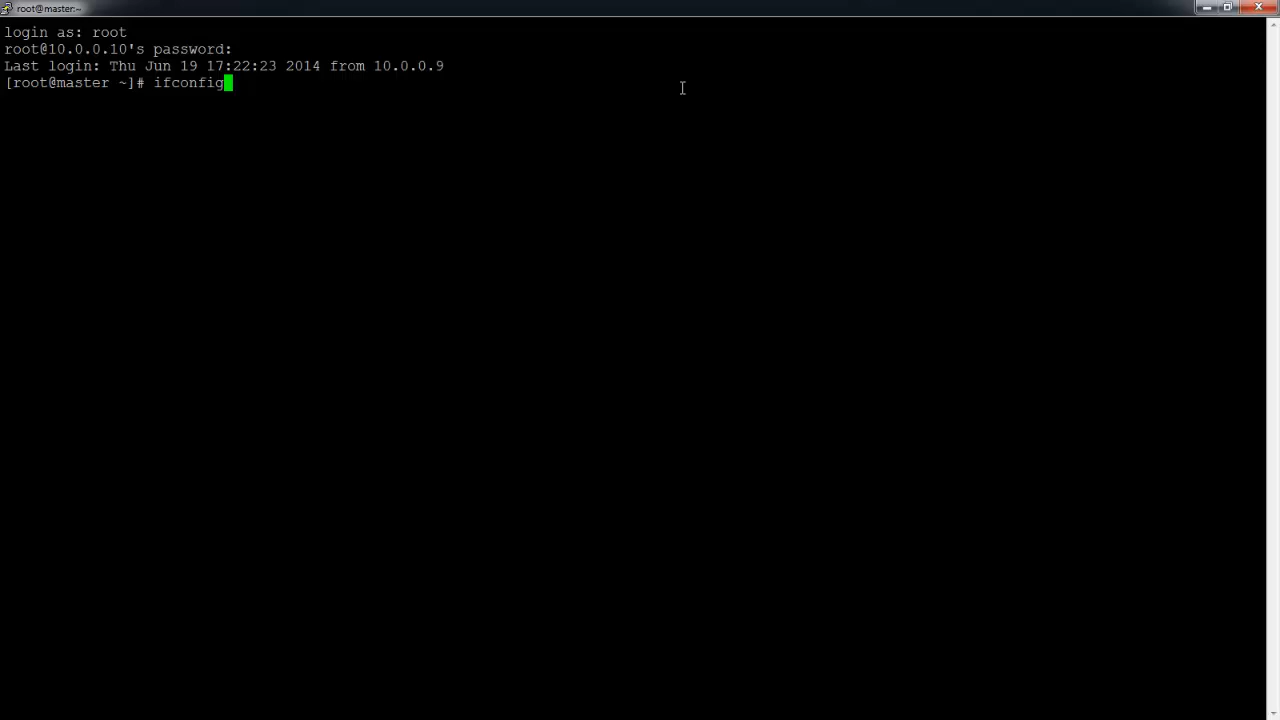 root@master:~
login as: root
root@10.0.0.10's password:
Last login: Thu Jun 19 17:22:23 2014 from 10.0.0.9
[root@master ~]# ifconfig